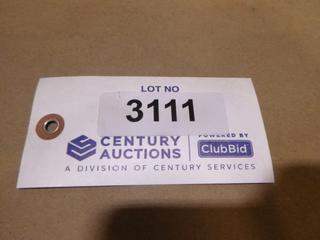 LOT NO
3111
CENTURY AUCTIONS
POWERED BY
ClubBid
A DIVISION OF CENTURY SERVICES